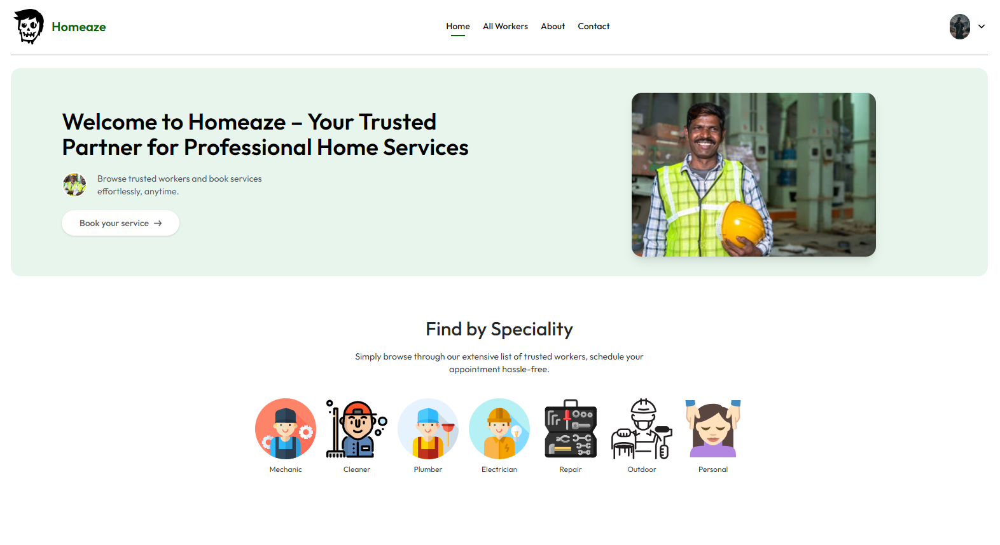 Homeaze
Home
All Workers
About
Contact
Welcome to Homeaze – Your Trusted
Partner for Professional Home Services
Browse trusted workers and book services
effortlessly, anytime.
Book your service →
Find by Speciality
Simply browse through our extensive list of trusted workers, schedule your
appointment hassle-free.
Mechanic
Cleaner
Plumber
Electrician
Repair
Outdoor
Personal